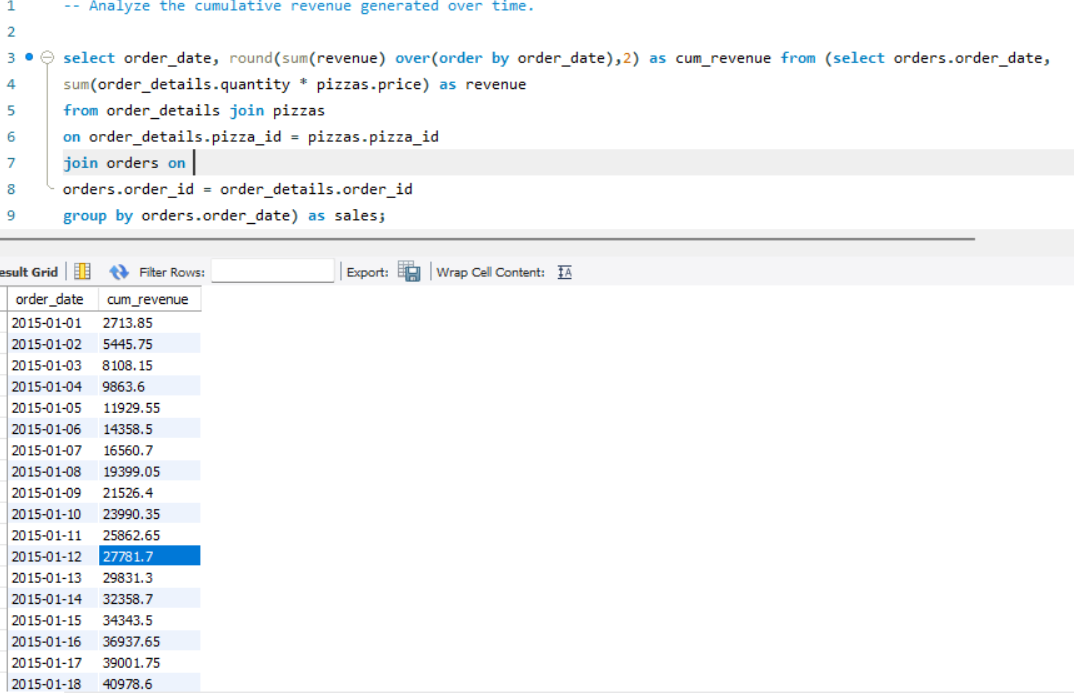 1 -- Analyze the cumulative revenue generated over time.
2
3 select order_date, round(sum(revenue) over(order by order_date),2) as cum_revenue from (select orders.order_date,
4 sum(order_details.quantity * pizzas.price) as revenue
5 from order_details join pizzas
6 on order_details.pizza_id = pizzas.pizza_id
7 join orders on
8 orders.order_id = order_details.order_id
9 group by orders.order_date) as sales;
esult Grid Filter Rows: Export: Wrap Cell Content: IA
order_date cum_revenue
2015-01-01 2713.85
2015-01-02 5445.75
2015-01-03 8108.15
2015-01-04 9863.6
2015-01-05 11929.55
2015-01-06 14358.5
2015-01-07 16560.7
2015-01-08 19399.05
2015-01-09 21526.4
2015-01-10 23990.35
2015-01-11 25862.65
2015-01-12 27781.7
2015-01-13 29831.3
2015-01-14 32358.7
2015-01-15 34343.5
2015-01-16 36937.65
2015-01-17 39001.75
2015-01-18 40978.6